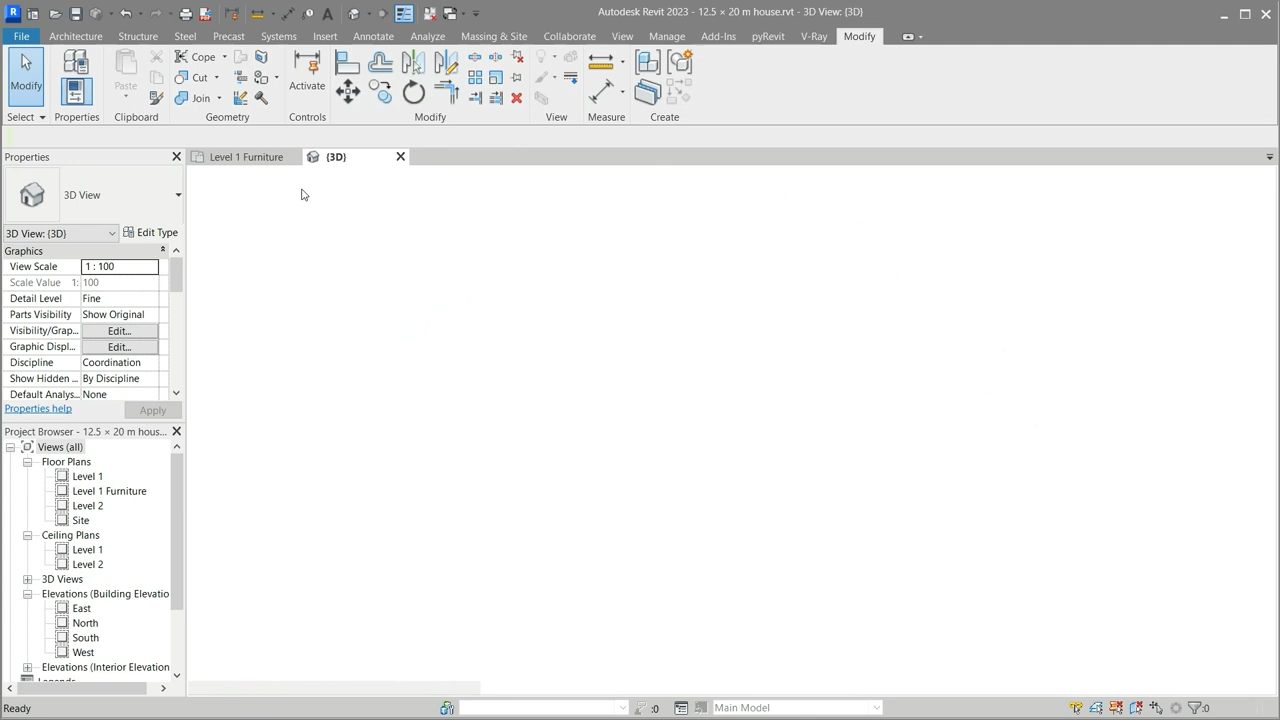 Autodesk Revit 2023 - 12.5 × 20 m house.rvt - 3D View: {3D}
File Architecture Structure Steel Precast Systems Insert Annotate Analyze Massing & Site Collaborate View Manage Add-Ins pyRevit V-Ray Modify
Cope
Cut
Join
Modify
Paste
Activate
Select Properties Clipboard Geometry Controls Modify View Measure Create
Properties
Level 1 Furniture
{3D}
3D View
3D View: {3D}
Edit Type
Graphics
View Scale 1 : 100
Scale Value 1: 100
Detail Level Fine
Parts Visibility Show Original
Visibility/Grap... Edit...
Graphic Displ... Edit...
Discipline Coordination
Show Hidden ... By Discipline
Default Analys... None
Properties help Apply
Project Browser - 12.5 × 20 m hous...
Views (all)
Floor Plans
Level 1
Level 1 Furniture
Level 2
Site
Ceiling Plans
Level 1
Level 2
3D Views
Elevations (Building Elevatio
East
North
South
West
Elevations (Interior Elevation
Ready
:0
Main Model
:0